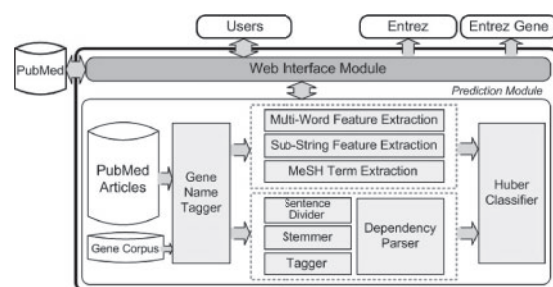 Users
Entrez
Entrez Gene
PubMed
Web Interface Module
Prediction Module
PubMed
Articles
Gene Corpus
Gene
Name
Tagger
Multi-Word Feature Extraction
Sub-String Feature Extraction
MeSH Term Extraction
Sentence
Divider
Stemmer
Tagger
Dependency
Parser
Huber
Classifier